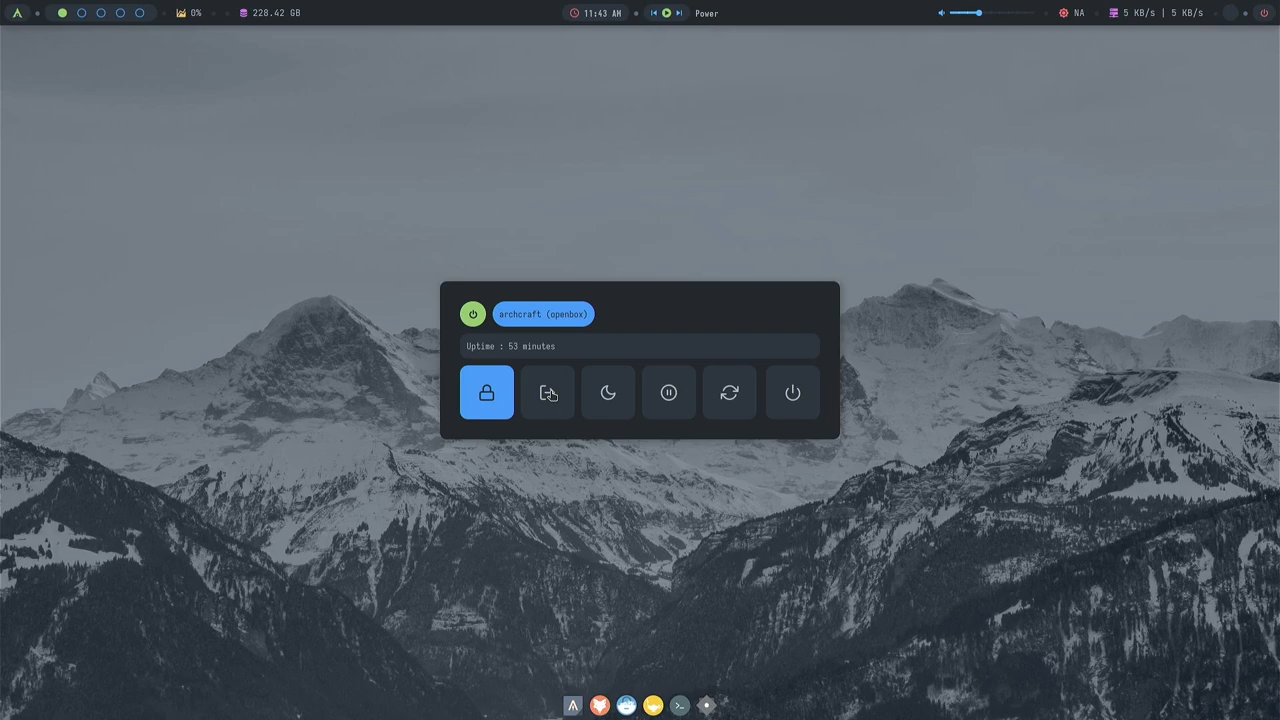 0%
228.42 GB
11:43 AM
Power
NA
5 KB/s | 5 KB/s
archcraft (openbox)
Uptime : 53 minutes